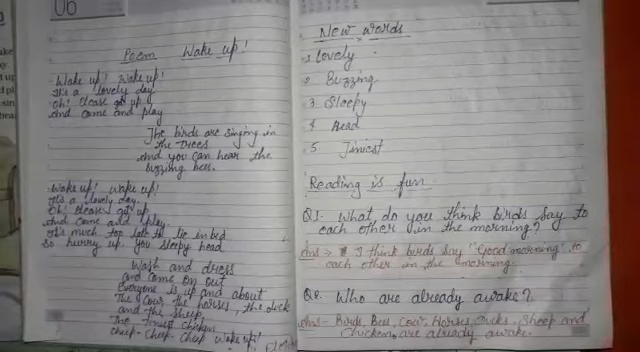 06
Poem Wake up!
Wake up! Wake up!
It's a lovely day
Oh! Please get up
And come and play
The birds are singing in
the trees
And you can hear the
buzzing bees.
Wake up! Wake up!
It's a lovely day.
Oh! Please get up
And come and play.
It's much too late to lie in bed
So hurry up, you sleepy head
Wash and dress
and come on out
Everyone is up and about
The Cow, the horses, the duck
and the sheep,
The Tiniest chicken
cheep-cheep cheep Wake up!
New words
1 Lovely
2 Buzzing
3. Sleepy
4. Head
5. Tiniest
Reading is fun
Q1. What do you think birds say to
each other in the morning?
Ans → I think birds say "Good morning" to
each other in the morning.
Q2. Who are already awake?
Ans- Birds, Bees, Cow, Horses, Ducks, Sheep and
Chicken, are already awake.